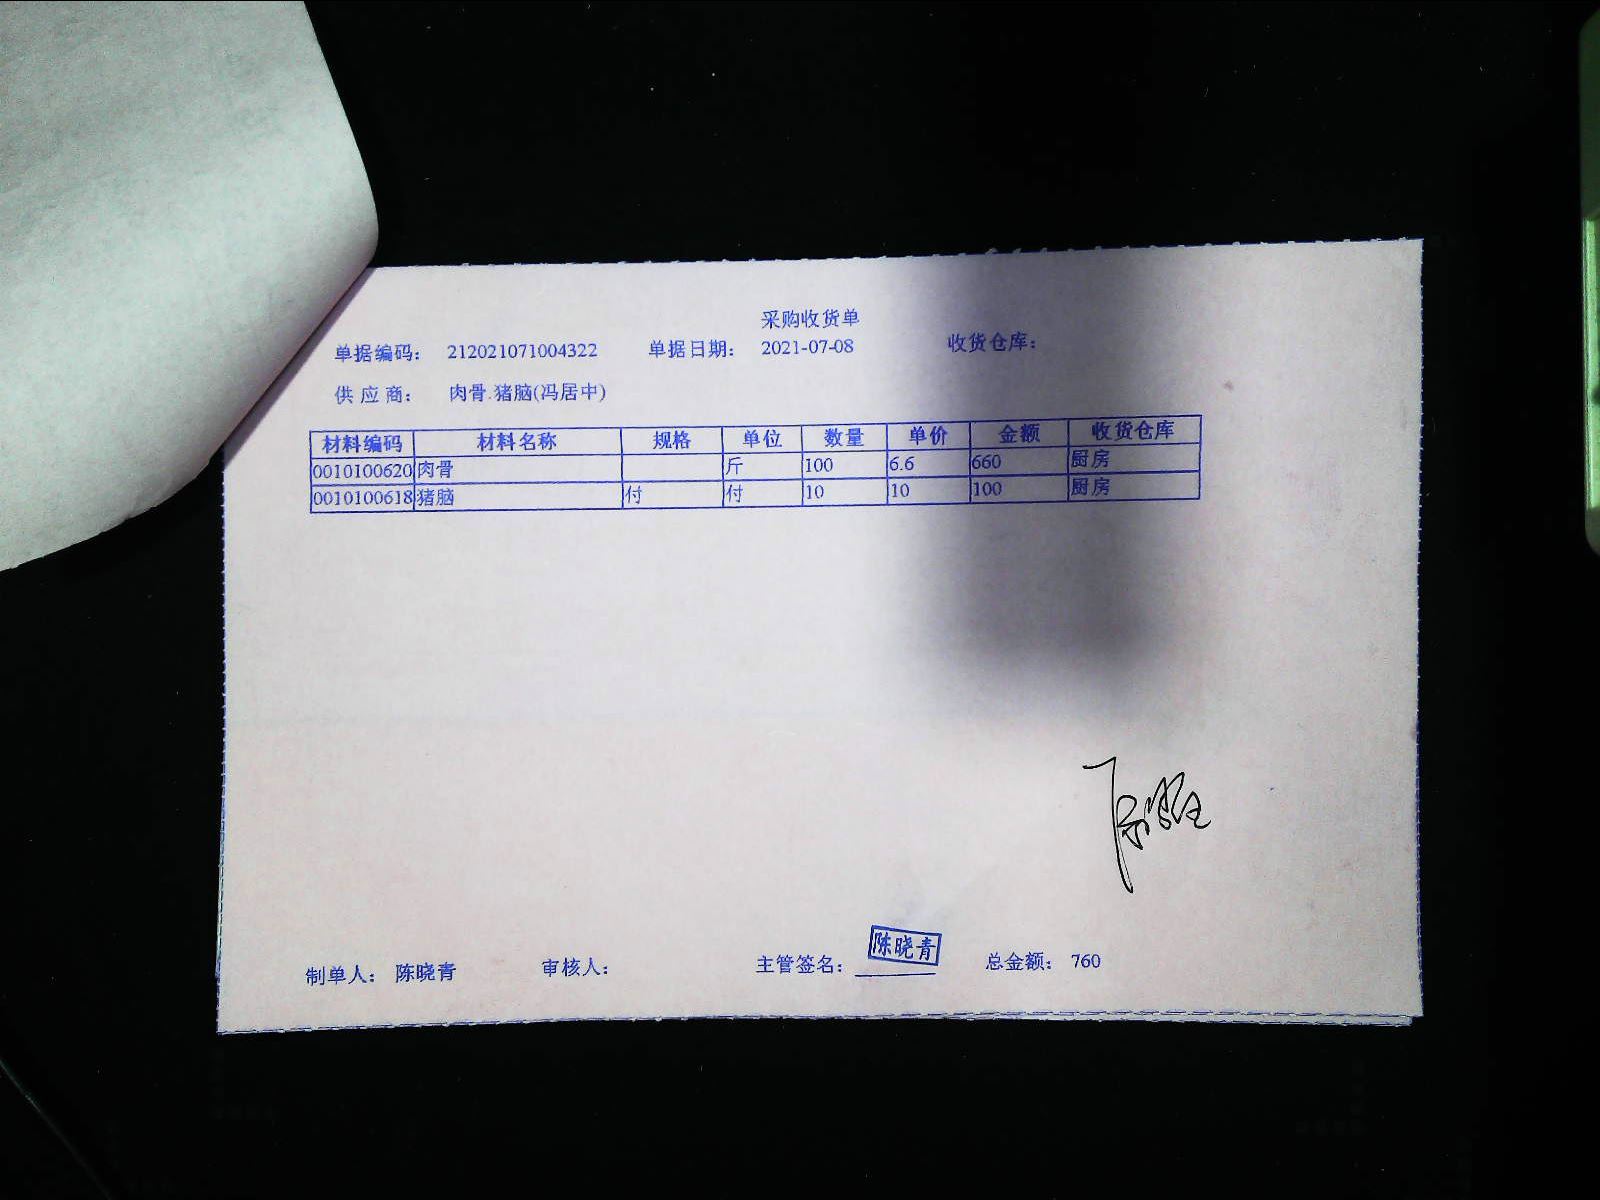 采购收货单
单据编码： 212021071004322 单据日期： 2021-07-08 收货仓库：
供 应 商： 肉骨.猪脑(冯居中)
材料编码 材料名称 规格 单位 数量 单价 金额 收货仓库
0010100620 肉骨 斤 100 6.6 660 厨房
0010100618 猪脑 付 付 10 10 100 厨房
陈晓青
制单人： 陈晓青 审核人： 主管签名： 总金额： 760